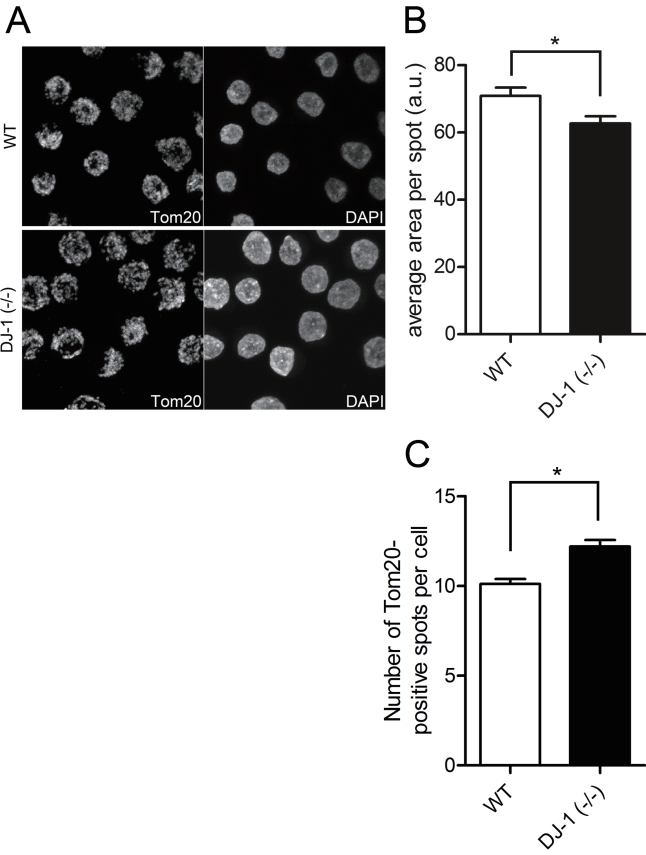 A
WT
Tom20
DAPI
DJ-1 (-/-)
Tom20
DAPI
B
average area per spot (a.u.)
80
60
40
20
0
*
WT
DJ-1 (-/-)
C
Number of Tom20-
positive spots per cell
15
10
5
0
*
WT
DJ-1 (-/-)